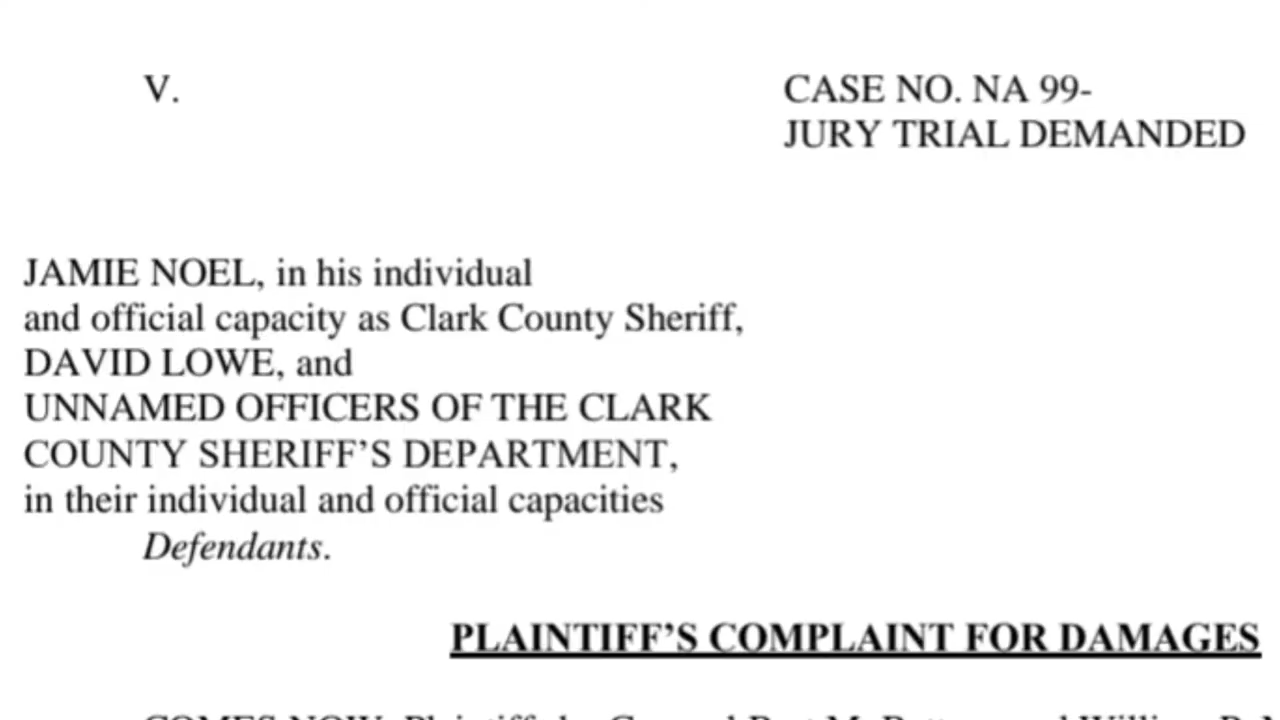 V.
CASE NO. NA 99-
JURY TRIAL DEMANDED
JAMIE NOEL, in his individual
and official capacity as Clark County Sheriff,
DAVID LOWE, and
UNNAMED OFFICERS OF THE CLARK
COUNTY SHERIFF’S DEPARTMENT,
in their individual and official capacities
Defendants.
PLAINTIFF’S COMPLAINT FOR DAMAGES